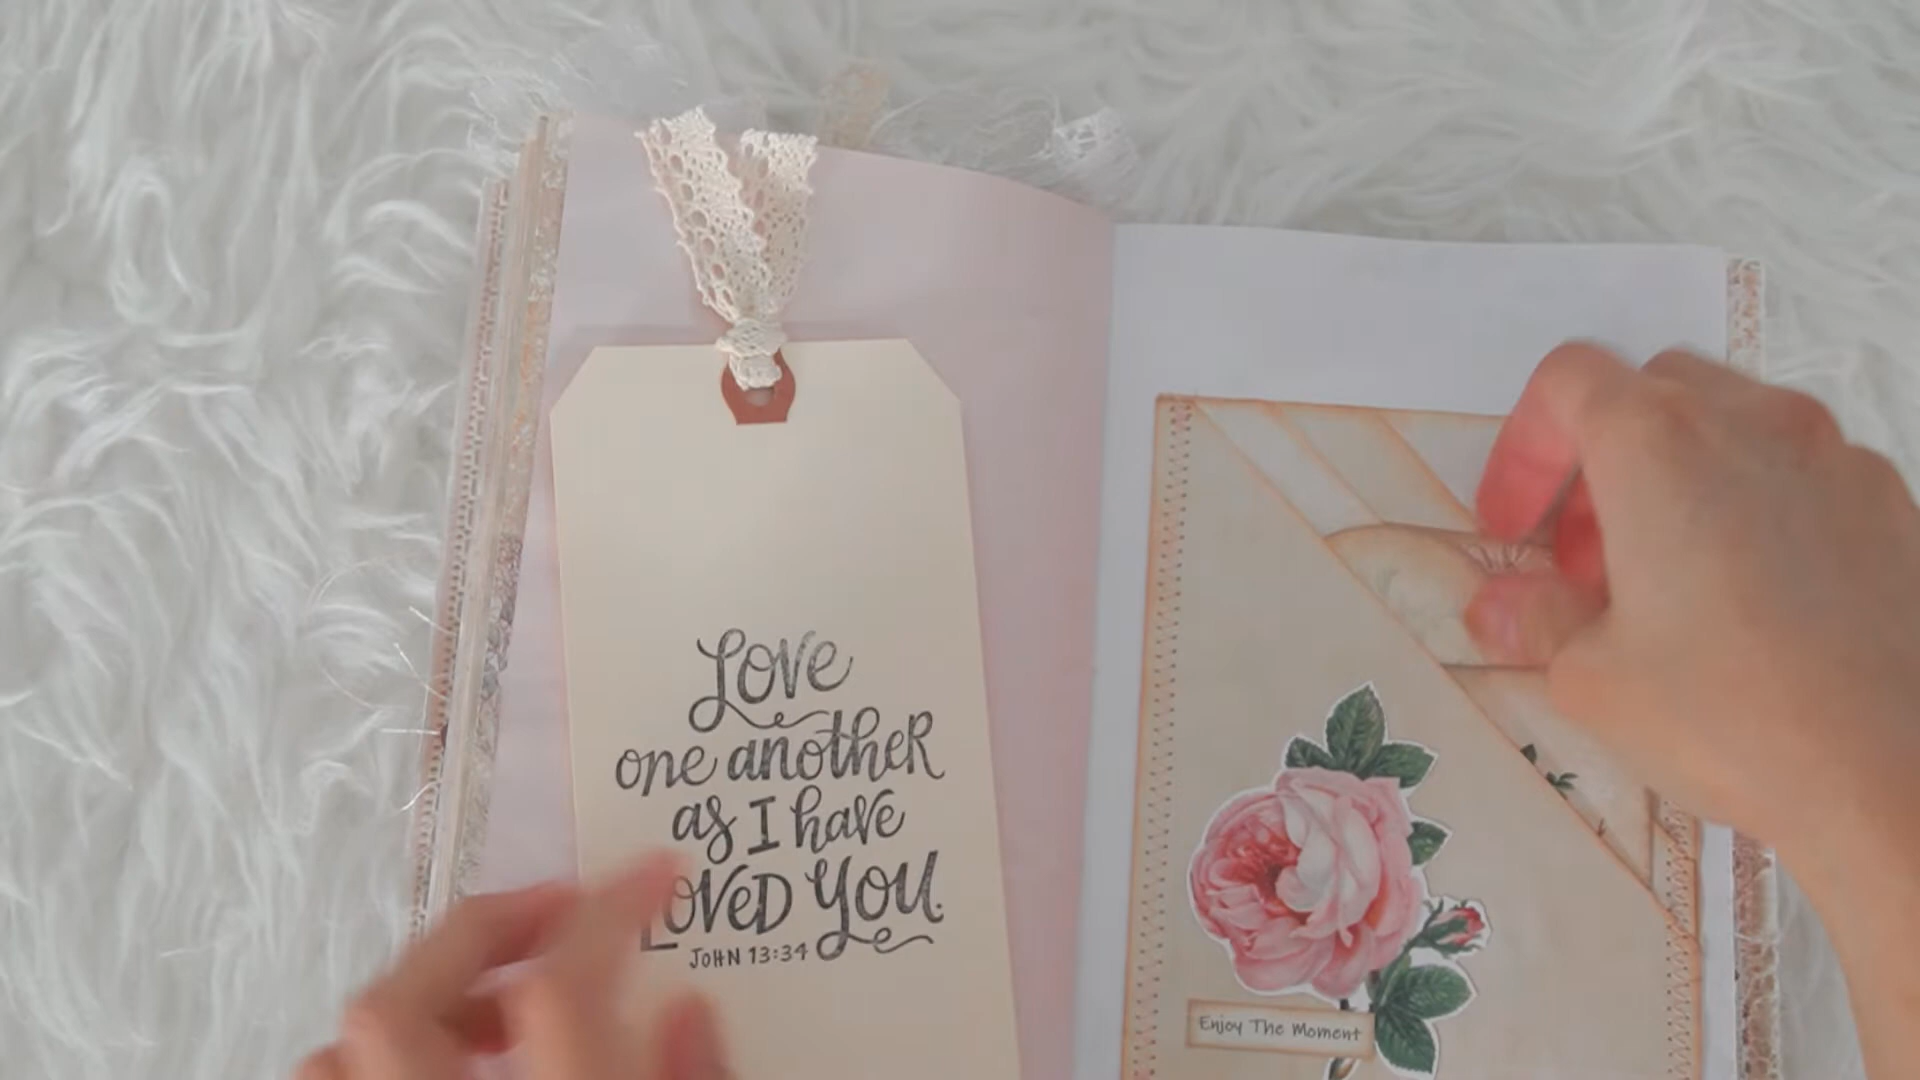 Love
one another
as I have
Loved You.
JOHN 13:34
Enjoy The Moment